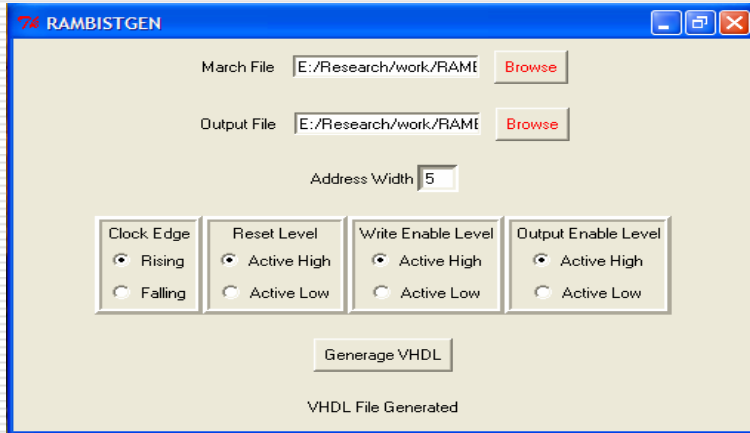 RAMBISTGEN
March File E:/Research/work/RAME Browse
Output File E:/Research/work/RAME Browse
Address Width 5
Clock Edge Reset Level Write Enable Level Output Enable Level
Rising Active High Active High Active High
Falling Active Low Active Low Active Low
Generage VHDL
VHDL File Generated